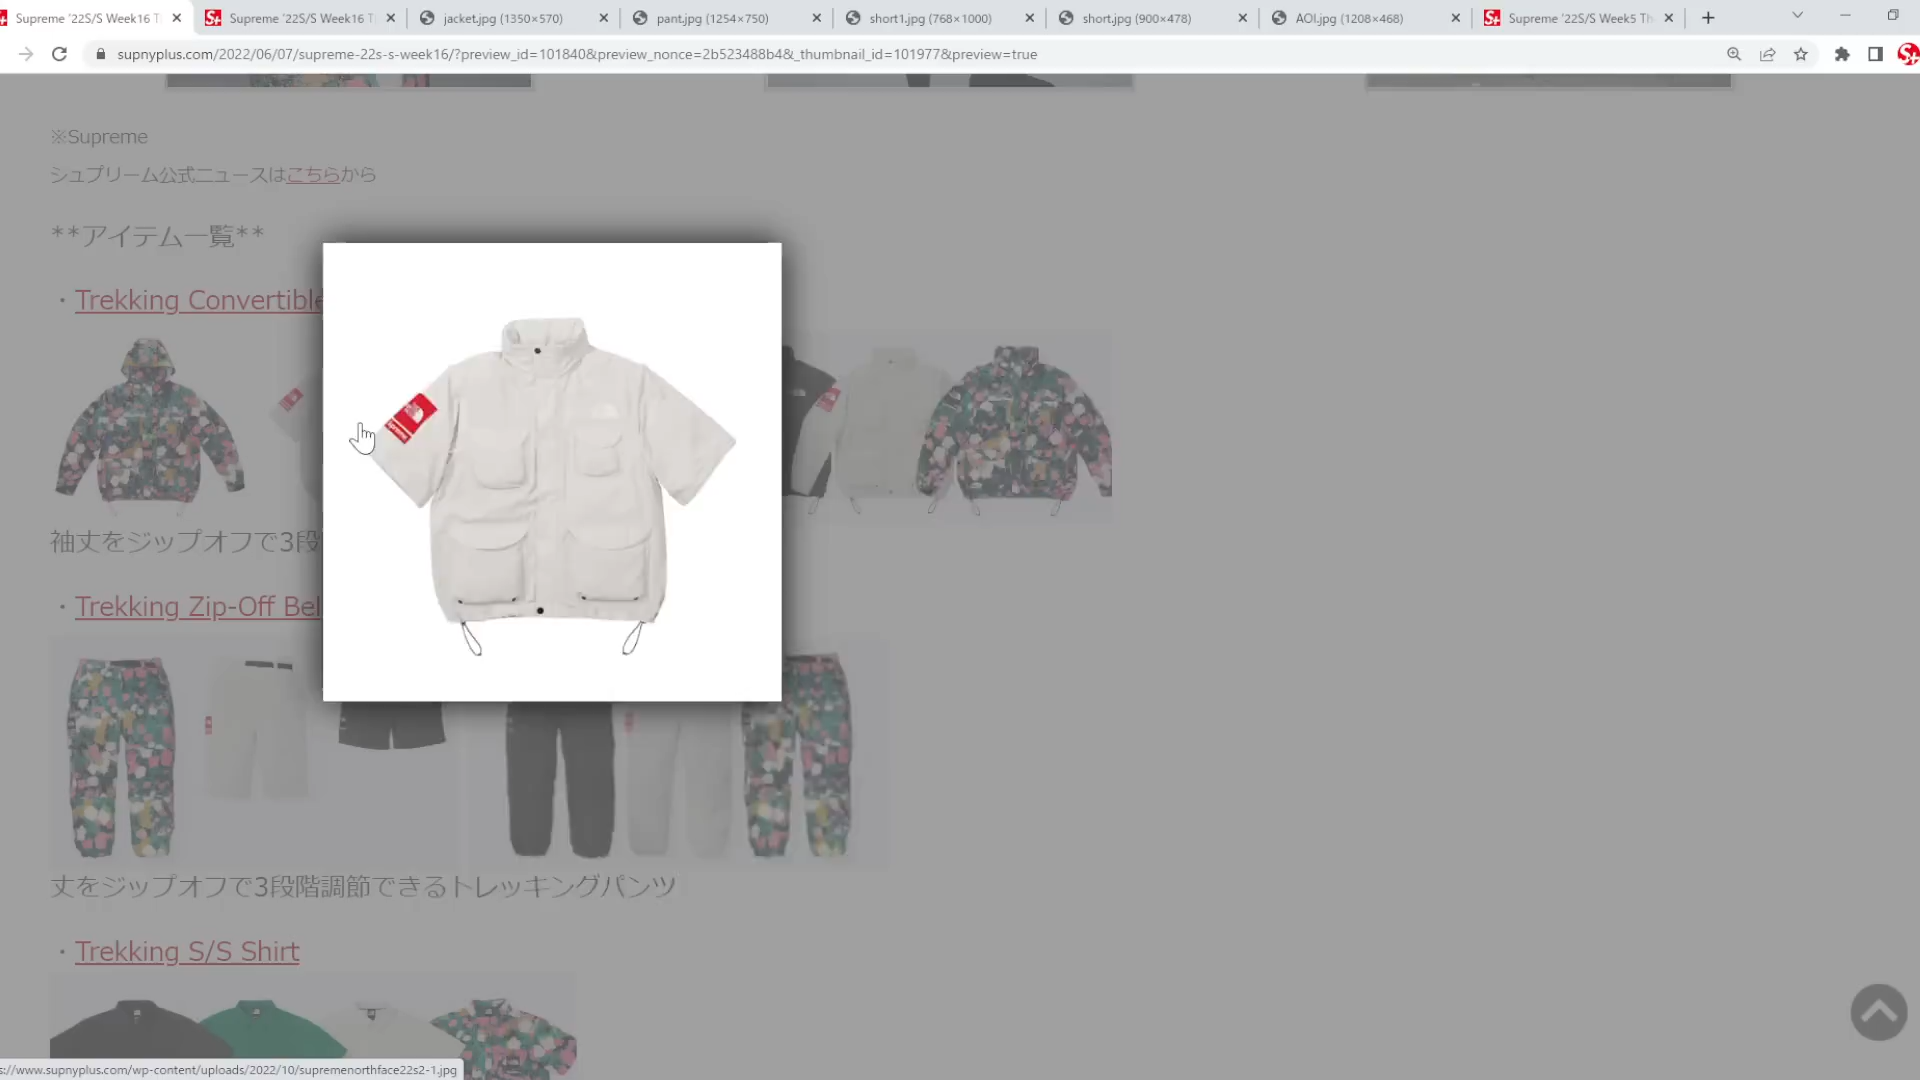 Supreme '22S/S Week16 T
Supreme '22S/S Week16 T
jacket.jpg (1350×570)
pant.jpg (1254×750)
short1.jpg (768×1000)
short.jpg (900×478)
AOI.jpg (1208×468)
Supreme '22S/S Week5 Th
supnyplus.com/2022/06/07/supreme-22s-s-week16/?preview_id=101840&preview_nonce=2b523488b4&_thumbnail_id=101977&preview=true
※Supreme
シュプリーム公式ニュースはこちらから
**アイテム一覧**
・Trekking Convertible
袖丈をジップオフで3段
・Trekking Zip-Off Bel
丈をジップオフで3段階調節できるトレッキングパンツ
・Trekking S/S Shirt
s://www.supnyplus.com/wp-content/uploads/2022/10/supremenorthface22s2-1.jpg